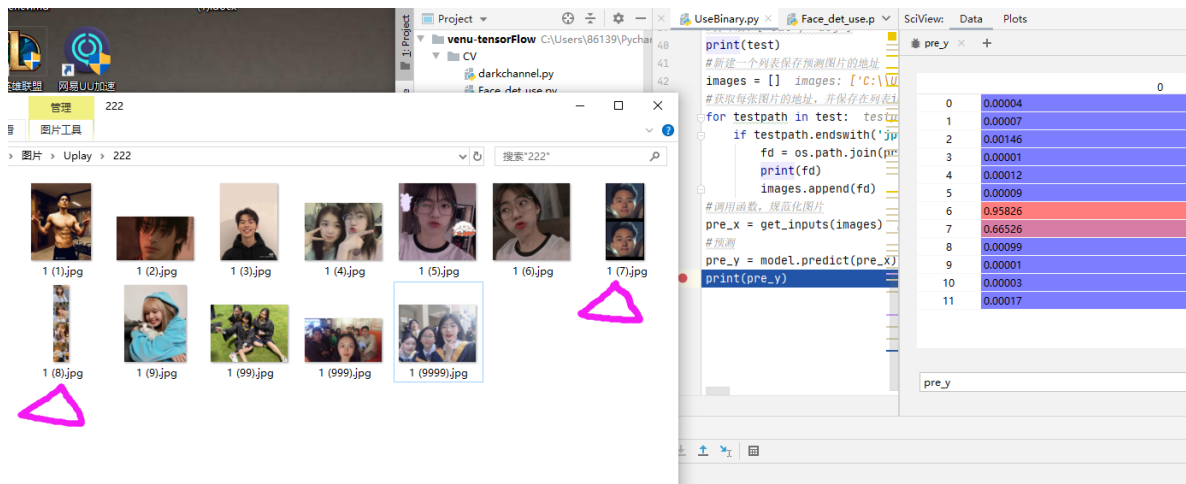 Project
UseBinary.py
Face_det_use.p
SciView:
Data
Plots
1: Project
venu-tensorFlow C:\Users\86139\Pychar
CV
darkchannel.py
Face_det_use.py
网易UU加速
管理
222
图片工具
图片 > Uplay > 222
搜索"222"
1 (1).jpg
1 (2).jpg
1 (3).jpg
1 (4).jpg
1 (5).jpg
1 (6).jpg
1 (7).jpg
1 (8).jpg
1 (9).jpg
1 (99).jpg
1 (999).jpg
1 (9999).jpg
40 print(test)
41 #新建一个列表保存预测图片的地址
42 images = [] images: ['C:\\U
#获取每张图片的地址，并保存在列表i
for testpath in test: testp
if testpath.endswith('jp
fd = os.path.join(pr
print(fd)
images.append(fd)
#调用函数，规范化图片
pre_x = get_inputs(images)
#预测
pre_y = model.predict(pre_x)
print(pre_y)
pre_y
0
0 0.00004
1 0.00007
2 0.00146
3 0.00001
4 0.00012
5 0.00009
6 0.95826
7 0.66526
8 0.00099
9 0.00001
10 0.00003
11 0.00017
pre_y